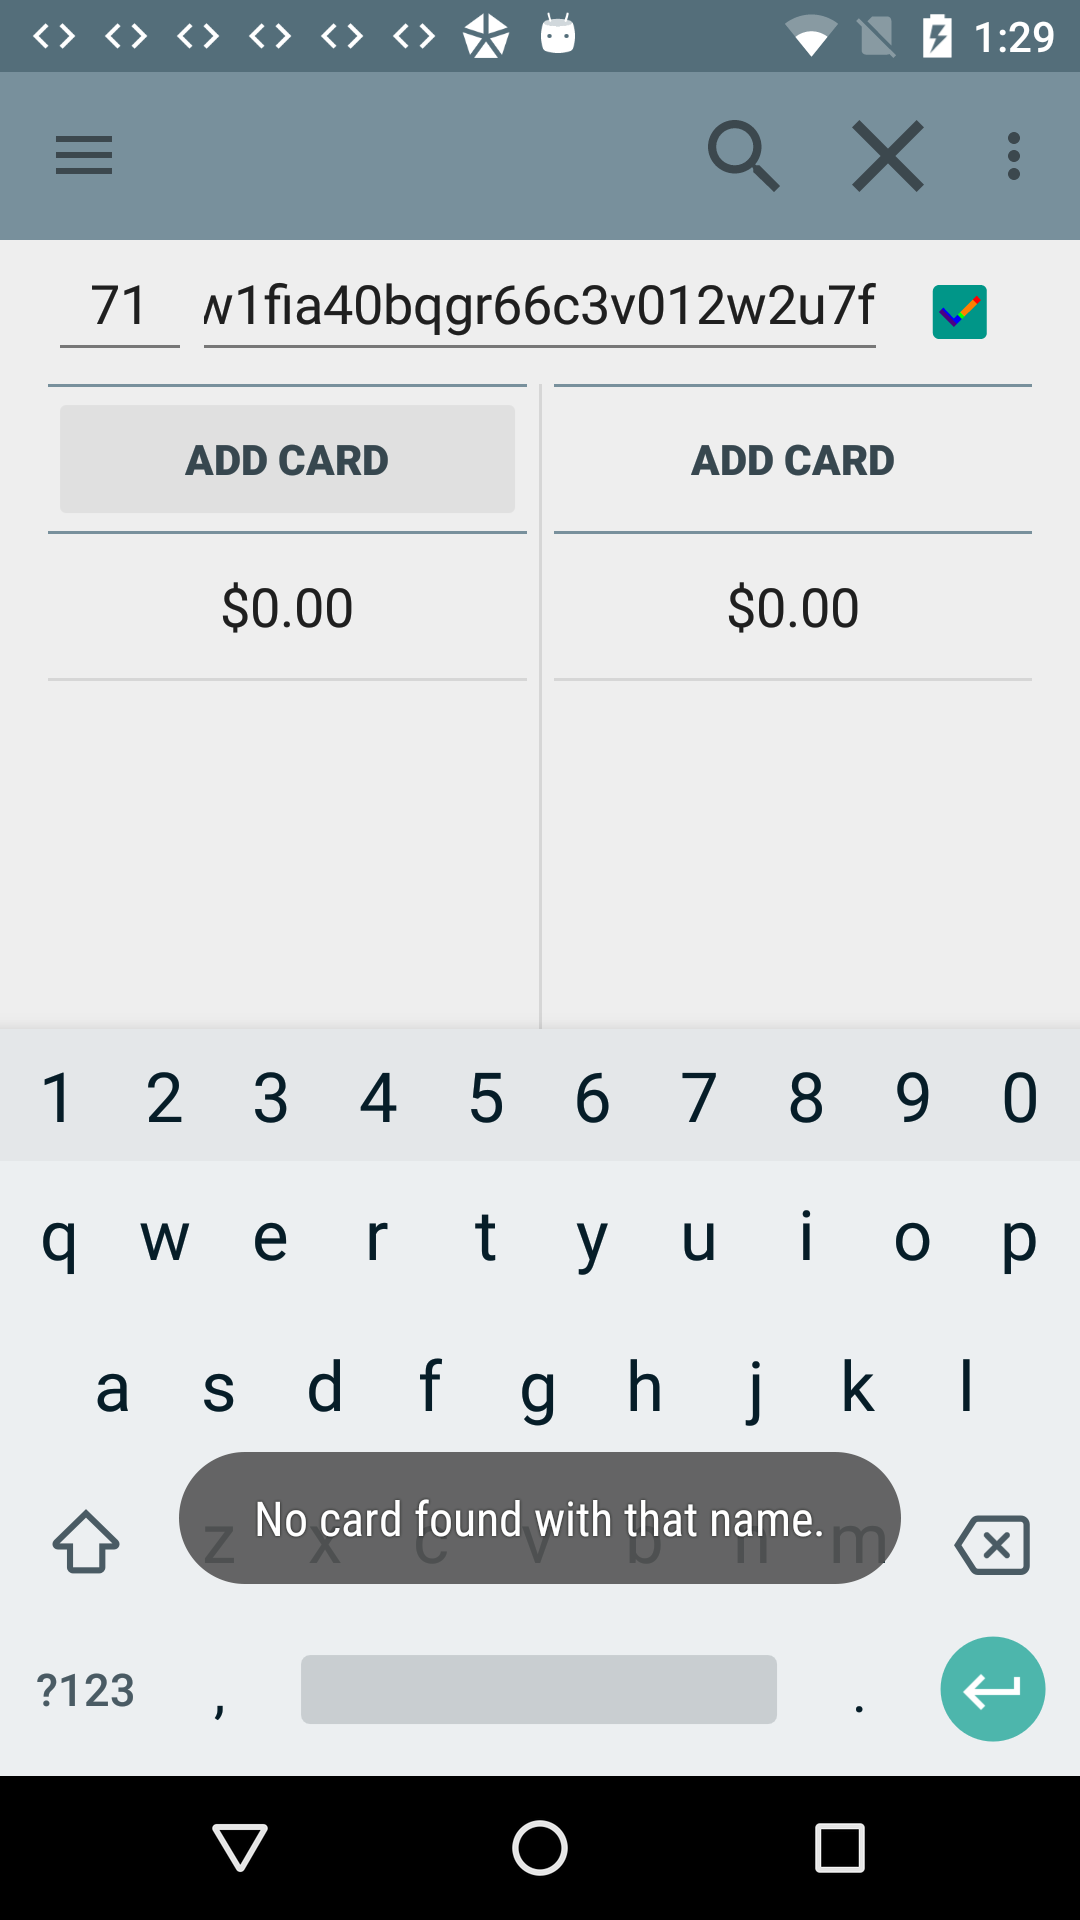 1:29
71 w1fia40bqgr66c3v012w2u7f
ADD CARD ADD CARD
$0.00 $0.00
1 2 3 4 5 6 7 8 9 0
q w e r t y u i o p
a s d f g h j k l
z x c v b n m
No card found with that name.
?123 , .